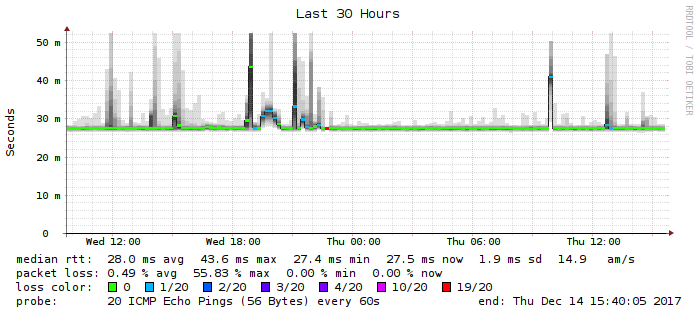 Last 30 Hours
RRDTOOL / TOBI OETIKER
Seconds
50 m
40 m
30 m
20 m
10 m
0
Wed 12:00 Wed 18:00 Thu 00:00 Thu 06:00 Thu 12:00
median rtt: 28.0 ms avg 43.6 ms max 27.4 ms min 27.5 ms now 1.9 ms sd 14.9 am/s
packet loss: 0.49 % avg 55.83 % max 0.00 % min 0.00 % now
loss color: 0 1/20 2/20 3/20 4/20 10/20 19/20
probe: 20 ICMP Echo Pings (56 Bytes) every 60s end: Thu Dec 14 15:40:05 2017